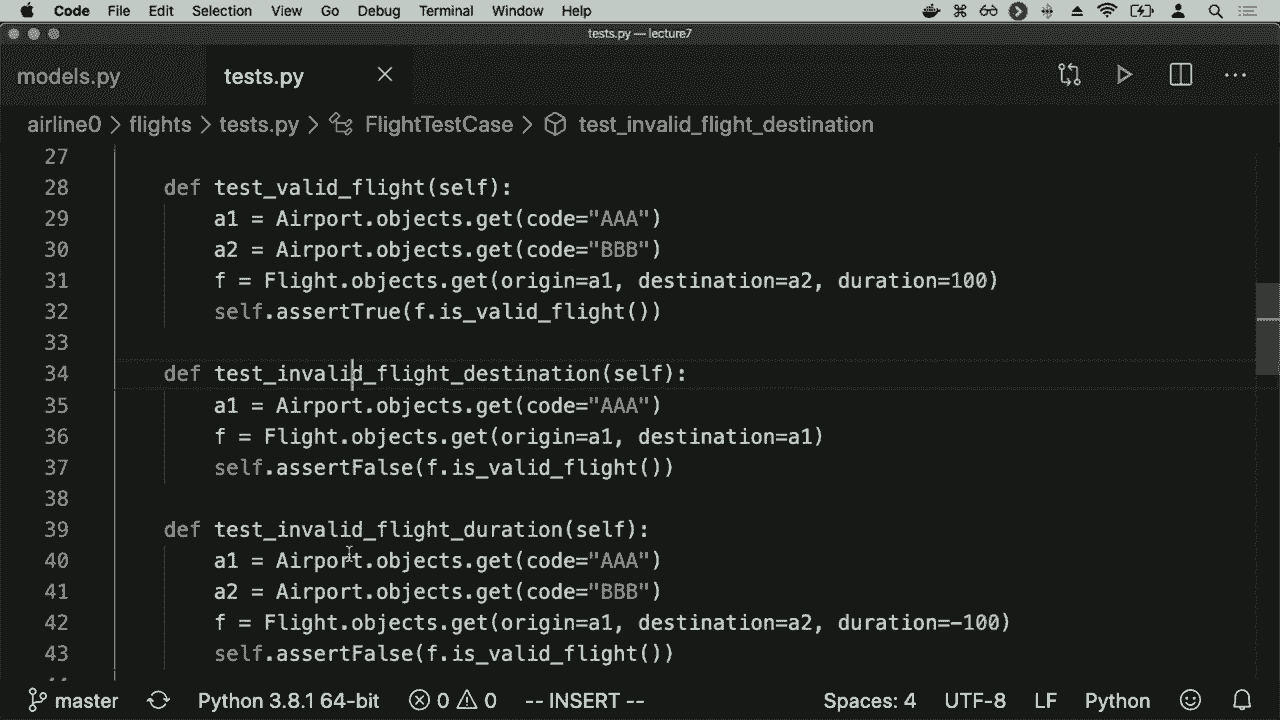 Code File Edit Selection View Go Debug Terminal Window Help
tests.py — lecture7
models.py tests.py
airline0 > flights > tests.py > FlightTestCase > test_invalid_flight_destination
27
28 def test_valid_flight(self):
29 a1 = Airport.objects.get(code="AAA")
30 a2 = Airport.objects.get(code="BBB")
31 f = Flight.objects.get(origin=a1, destination=a2, duration=100)
32 self.assertTrue(f.is_valid_flight())
33
34 def test_invalid_flight_destination(self):
35 a1 = Airport.objects.get(code="AAA")
36 f = Flight.objects.get(origin=a1, destination=a1)
37 self.assertFalse(f.is_valid_flight())
38
39 def test_invalid_flight_duration(self):
40 a1 = Airport.objects.get(code="AAA")
41 a2 = Airport.objects.get(code="BBB")
42 f = Flight.objects.get(origin=a1, destination=a2, duration=-100)
43 self.assertFalse(f.is_valid_flight())
master Python 3.8.1 64-bit 0 0 -- INSERT -- Spaces: 4 UTF-8 LF Python